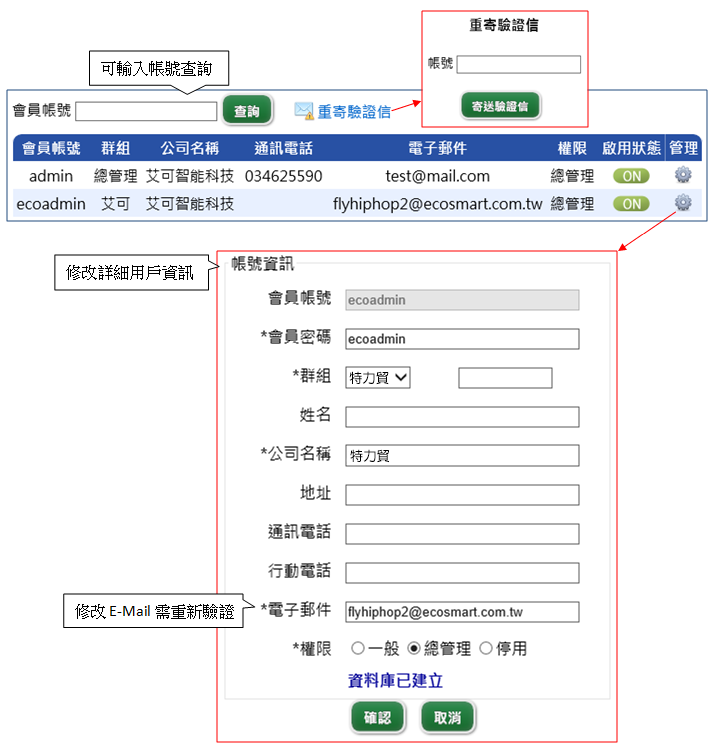 重寄驗證信
帳號
寄送驗證信
可輸入帳號查詢
會員帳號 查詢 重寄驗證信
會員帳號 群組 公司名稱 通訊電話 電子郵件 權限 啟用狀態 管理
admin 總管理 艾可智能科技 034625590 test@mail.com 總管理 ON
ecoadmin 艾可 艾可智能科技 flyhiphop2@ecosmart.com.tw 總管理 ON
修改詳細用戶資訊
帳號資訊
會員帳號 ecoadmin
*會員密碼 ecoadmin
*群組 特力貿
姓名
*公司名稱 特力貿
地址
通訊電話
行動電話
修改 E-Mail 需重新驗證
*電子郵件 flyhiphop2@ecosmart.com.tw
*權限 一般 總管理 停用
資料庫已建立
確認 取消